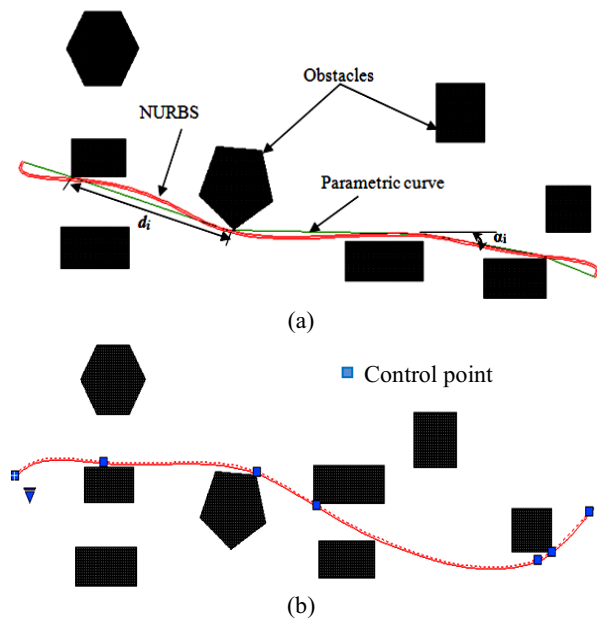 Obstacles
NURBS
Parametric curve
dᵢ
αᵢ
(a)
Control point
(b)